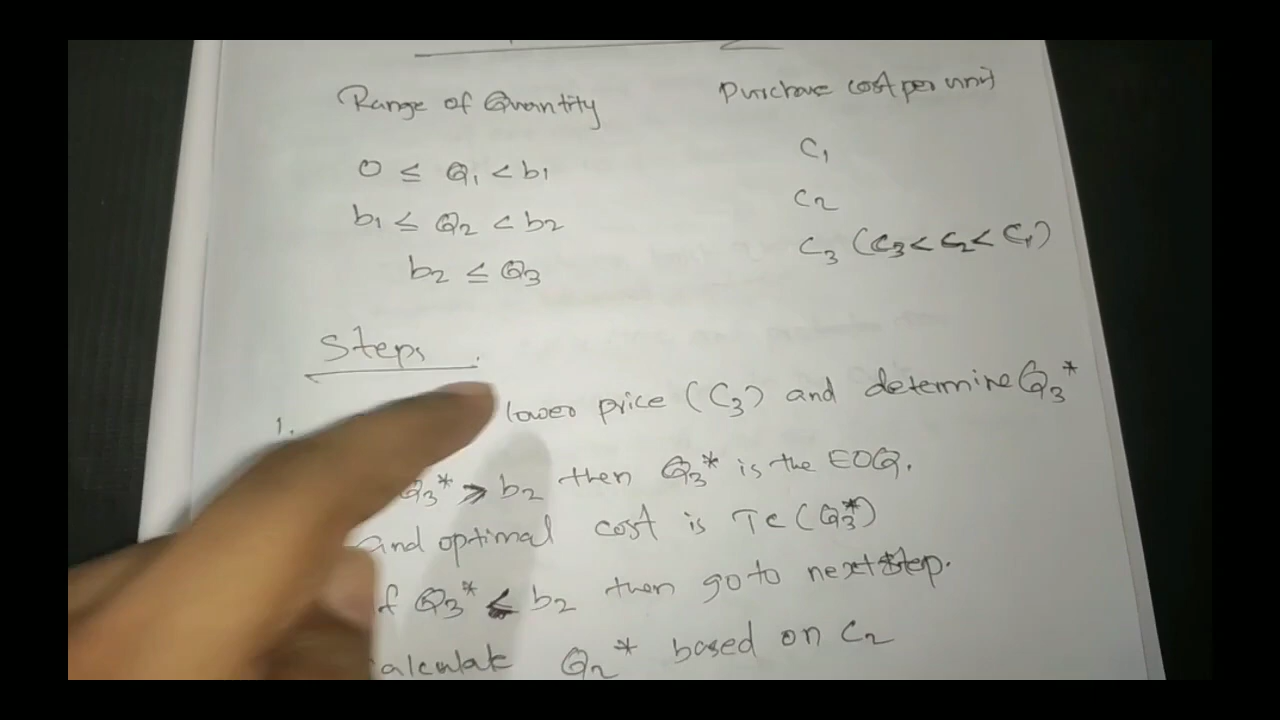 Range of Quantity Purchase cost per unit
0 ≤ Q₁ < b₁ C₁
b₁ ≤ Q₂ < b₂ C₂
b₂ ≤ Q₃ C₃ (C₃ < C₂ < C₁)
Steps
1. lower price (C₃) and determine Q₃*
Q₃* > b₂ then Q₃* is the EOQ.
and optimal cost is Tc (Q₃*)
If Q₃* < b₂ then go to next step.
calculate Q₂* based on C₂